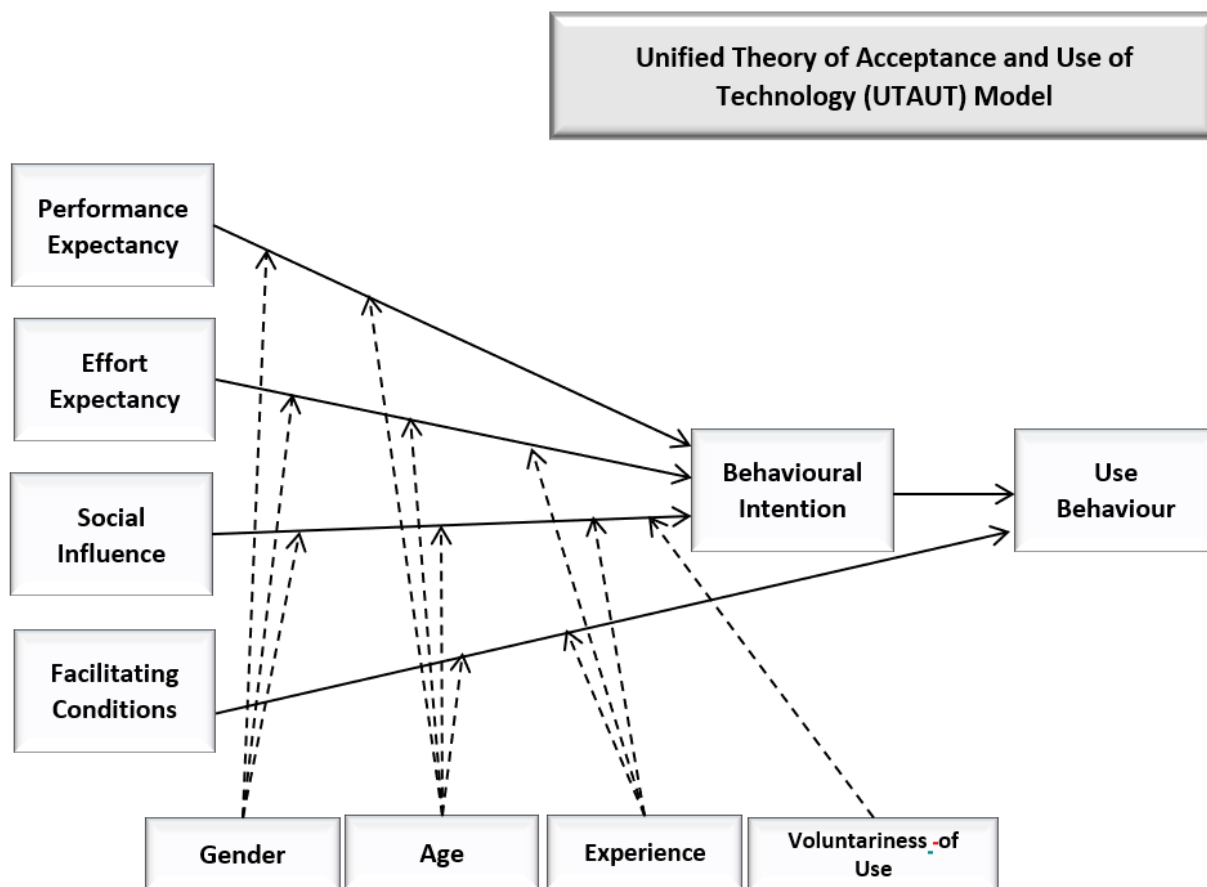 Unified Theory of Acceptance and Use of
Technology (UTAUT) Model
Performance
Expectancy
Effort
Expectancy
Social
Influence
Facilitating
Conditions
Behavioural
Intention
Use
Behaviour
Gender
Age
Experience
Voluntariness -of
Use